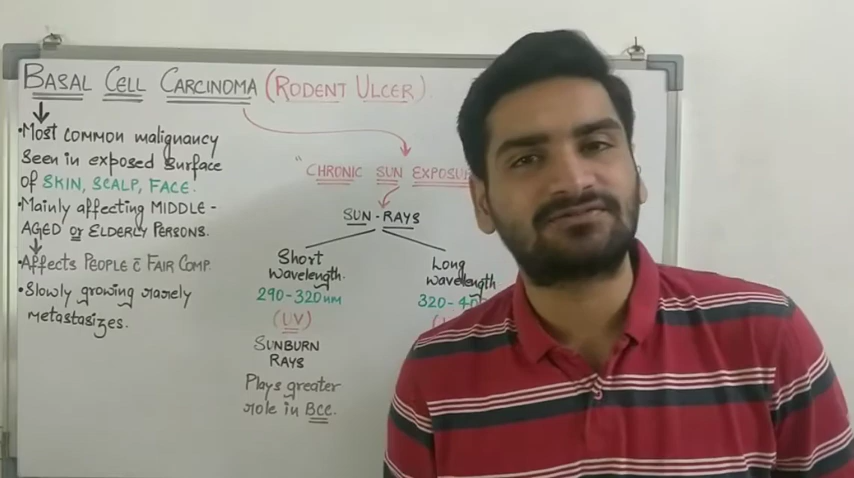 BASAL CELL CARCINOMA (RODENT ULCER).
•Most common malignancy
seen in exposed surface
of SKIN, SCALP, FACE.
•Mainly affecting MIDDLE-
AGED or ELDERLY PERSONS.
•Affects PEOPLE c̄ FAIR COMP.
•Slowly growing rarely
metastasizes.
"CHRONIC SUN
SUN-RAYS
Short
wavelength.
290-320nm
(UV)
SUNBURN
RAYS
Plays greater
role in BCC.
Long
wavelength